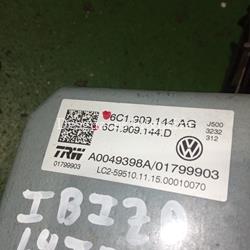 6C1.909.144.AG
6C1.909.144.D
J500
3232
312
TRW
01799903
A0049398A/01799903
LC2-59510.11.15.00010070
IBIZA